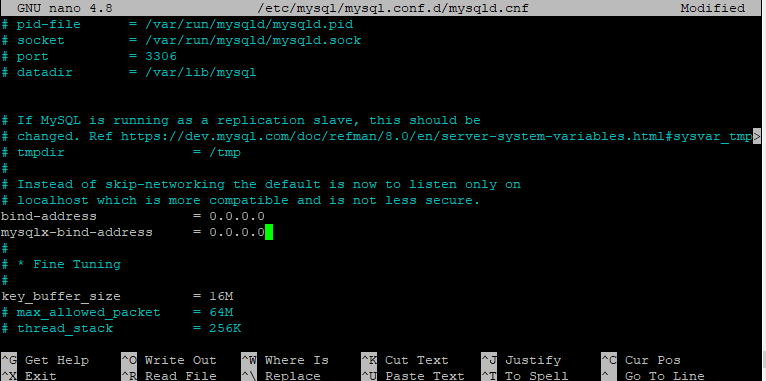 GNU nano 4.8 /etc/mysql/mysql.conf.d/mysqld.cnf Modified
# pid-file = /var/run/mysqld/mysqld.pid
# socket = /var/run/mysqld/mysqld.sock
# port = 3306
# datadir = /var/lib/mysql
# If MySQL is running as a replication slave, this should be
# changed. Ref https://dev.mysql.com/doc/refman/8.0/en/server-system-variables.html#sysvar_tmp>
# tmpdir = /tmp
#
# Instead of skip-networking the default is now to listen only on
# localhost which is more compatible and is not less secure.
bind-address = 0.0.0.0
mysqlx-bind-address = 0.0.0.0
#
# * Fine Tuning
#
key_buffer_size = 16M
# max_allowed_packet = 64M
# thread_stack = 256K
^G Get Help ^O Write Out ^W Where Is ^K Cut Text ^J Justify ^C Cur Pos
^X Exit ^R Read File ^\ Replace ^U Paste Text ^T To Spell ^_ Go To Line